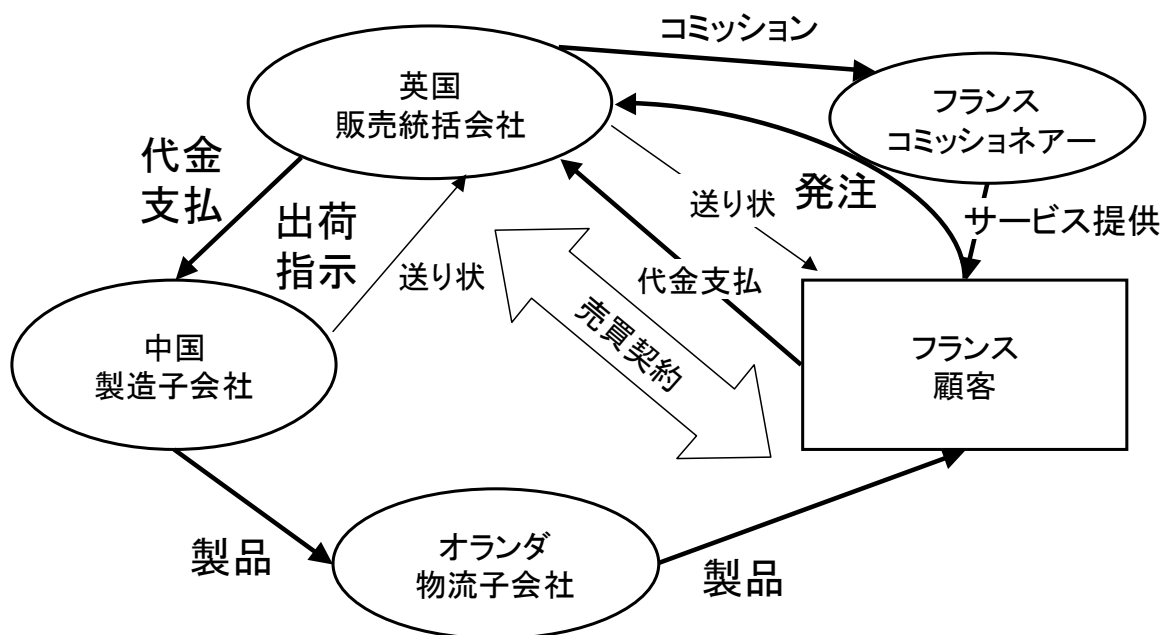 コミッション
英国
販売統括会社
フランス
コミッショネアー
代金
支払
出荷
指示
送り状
送り状
発注
サービス提供
代金支払
売買契約
中国
製造子会社
フランス
顧客
製品
オランダ
物流子会社
製品